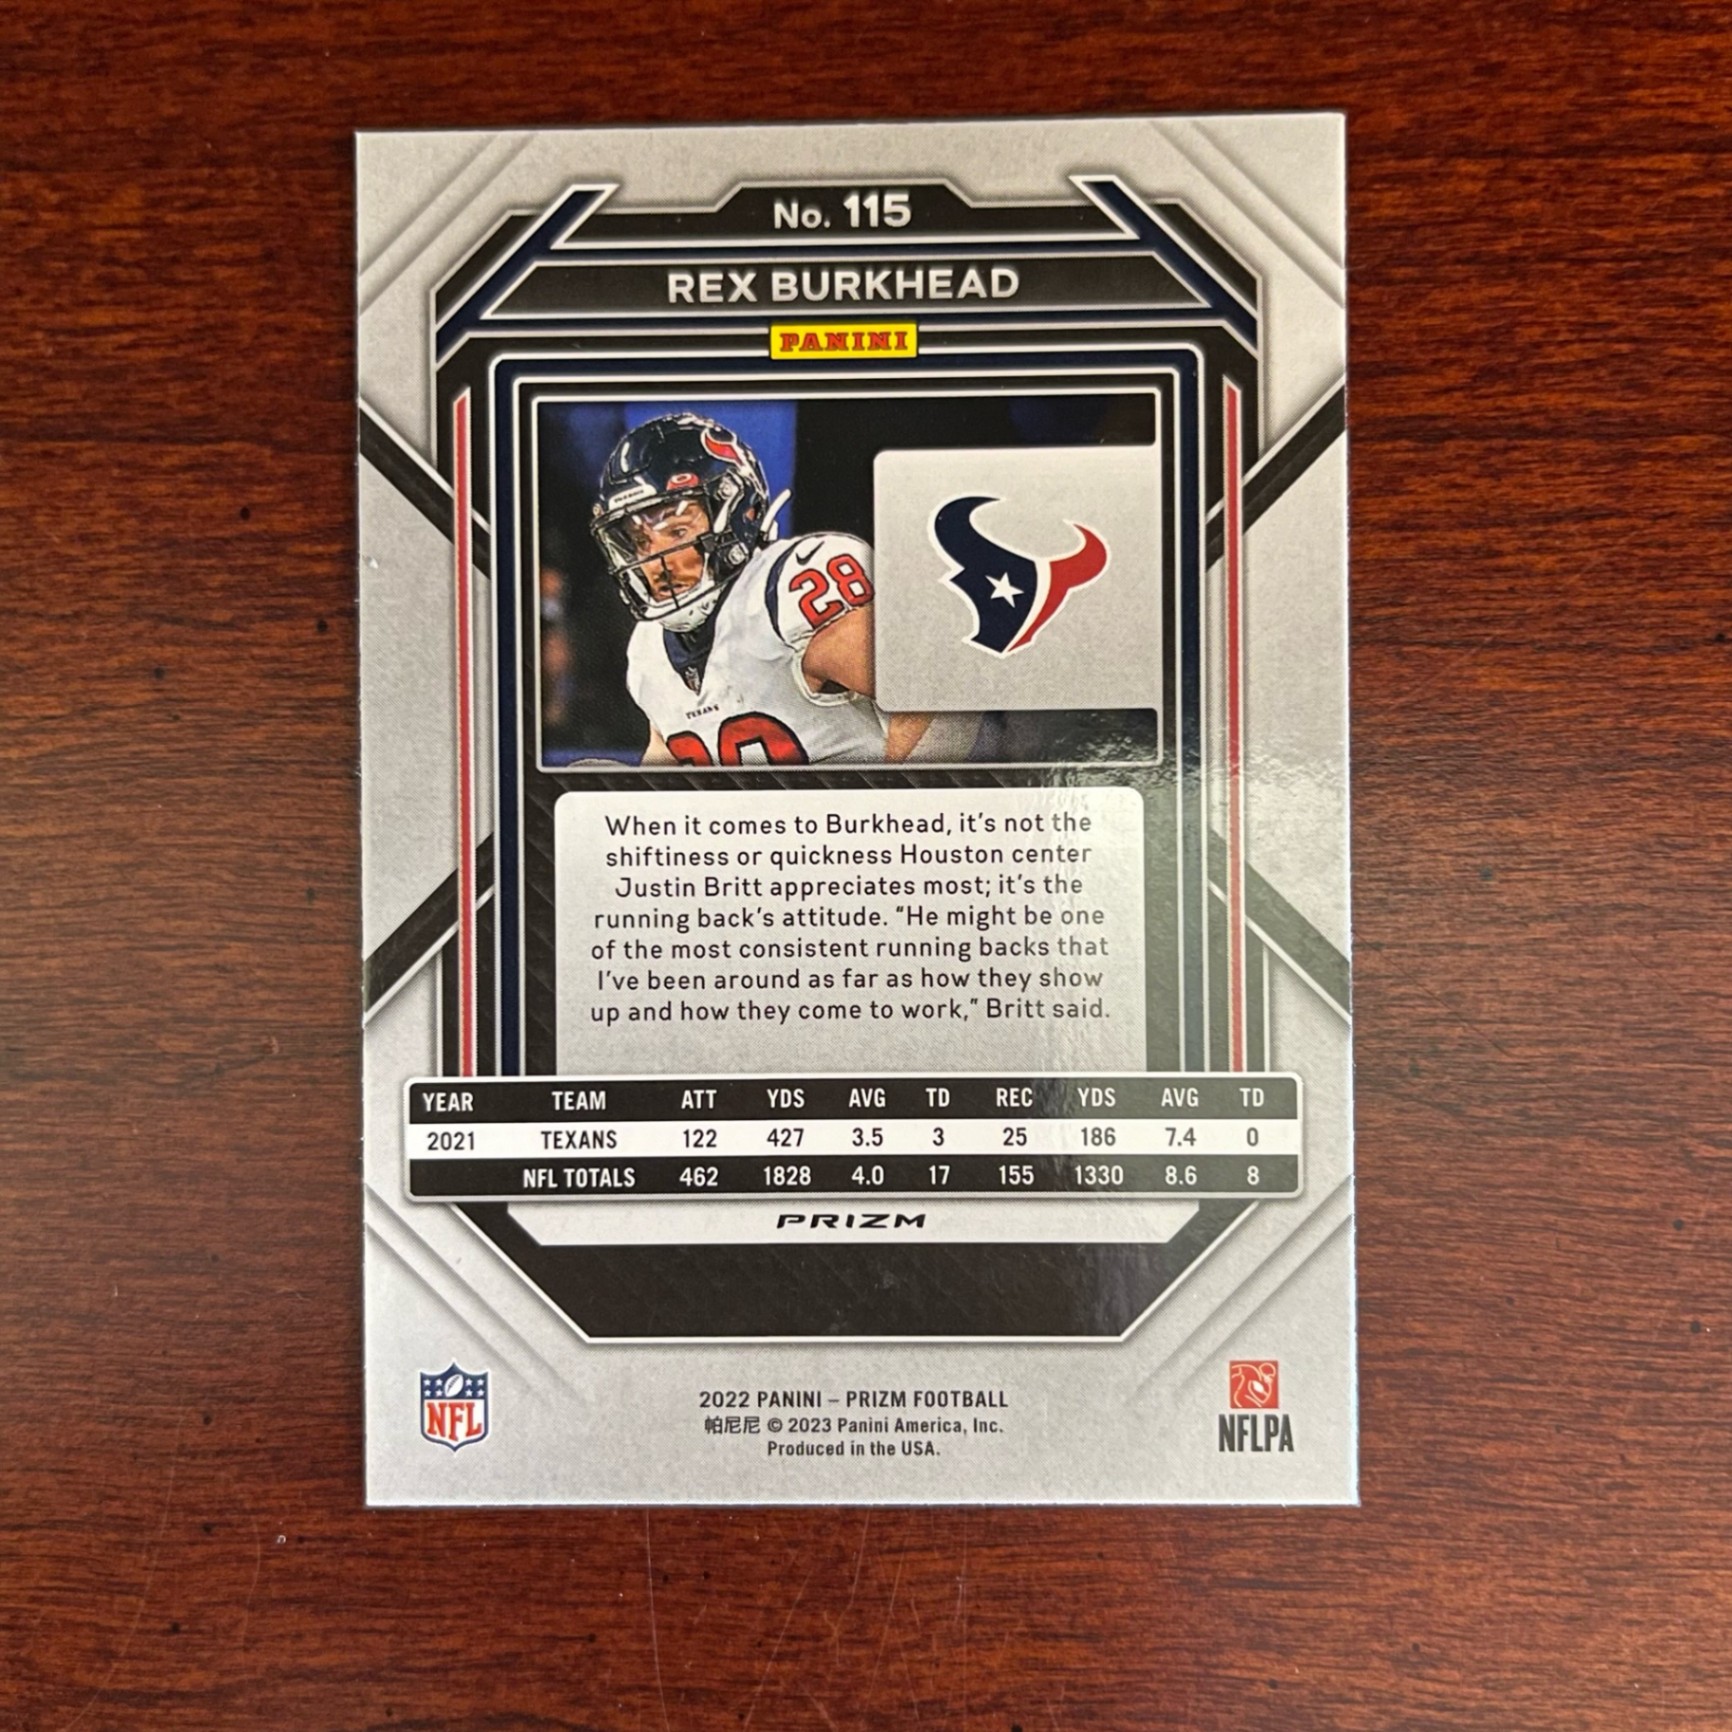 No. 115
REX BURKHEAD
PANINI
28
TEXANS
When it comes to Burkhead, it's not the
shiftiness or quickness Houston center
Justin Britt appreciates most; it's the
running back's attitude. "He might be one
of the most consistent running backs that
I've been around as far as how they show
up and how they come to work," Britt said.
YEAR TEAM ATT YDS AVG TD REC YDS AVG TD
2021 TEXANS 122 427 3.5 3 25 186 7.4 0
NFL TOTALS 462 1828 4.0 17 155 1330 8.6 8
PRIZM
NFL
2022 PANINI – PRIZM FOOTBALL
帕尼尼 © 2023 Panini America, Inc.
Produced in the USA.
NFLPA